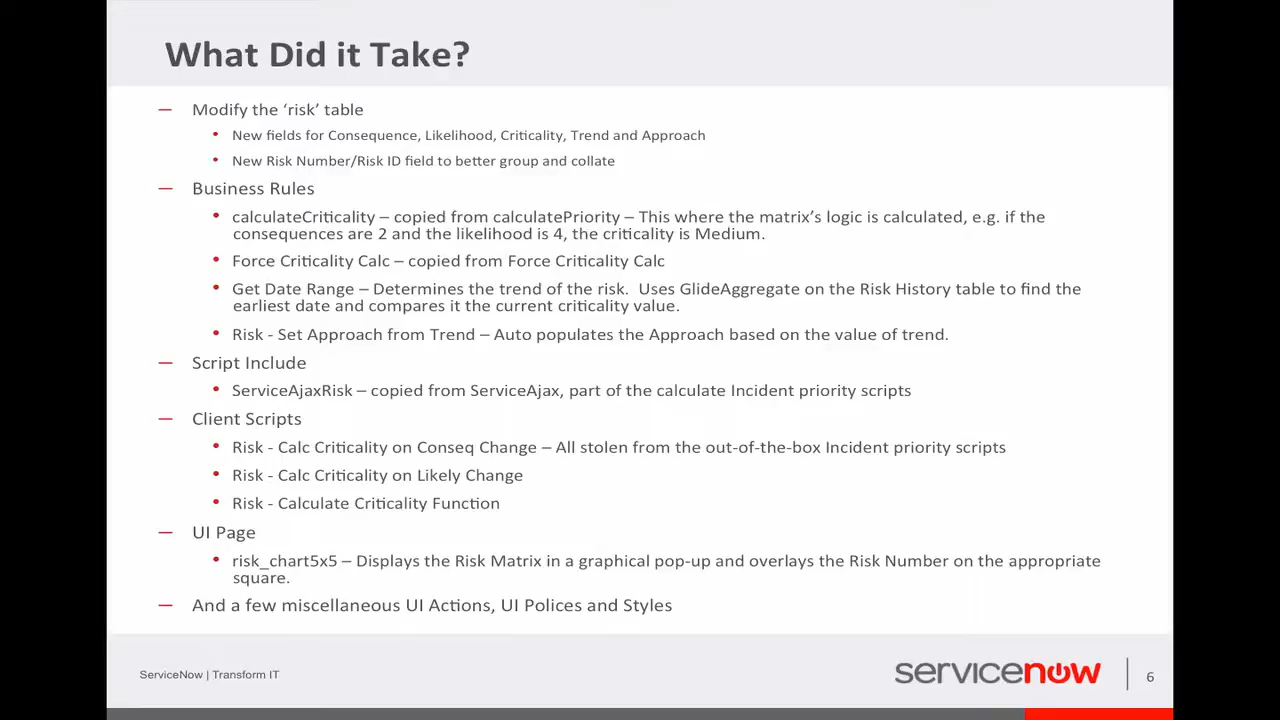 What Did it Take?
— Modify the ‘risk’ table
• New fields for Consequence, Likelihood, Criticality, Trend and Approach
• New Risk Number/Risk ID field to better group and collate
— Business Rules
• calculateCriticality – copied from calculatePriority – This where the matrix’s logic is calculated, e.g. if the
consequences are 2 and the likelihood is 4, the criticality is Medium.
• Force Criticality Calc – copied from Force Criticality Calc
• Get Date Range – Determines the trend of the risk.  Uses GlideAggregate on the Risk History table to find the
earliest date and compares it the current criticality value.
• Risk - Set Approach from Trend – Auto populates the Approach based on the value of trend.
— Script Include
• ServiceAjaxRisk – copied from ServiceAjax, part of the calculate Incident priority scripts
— Client Scripts
• Risk - Calc Criticality on Conseq Change – All stolen from the out-of-the-box Incident priority scripts
• Risk - Calc Criticality on Likely Change
• Risk - Calculate Criticality Function
— UI Page
• risk_chart5x5 – Displays the Risk Matrix in a graphical pop-up and overlays the Risk Number on the appropriate
square.
— And a few miscellaneous UI Actions, UI Polices and Styles
ServiceNow | Transform IT
servicenow
6